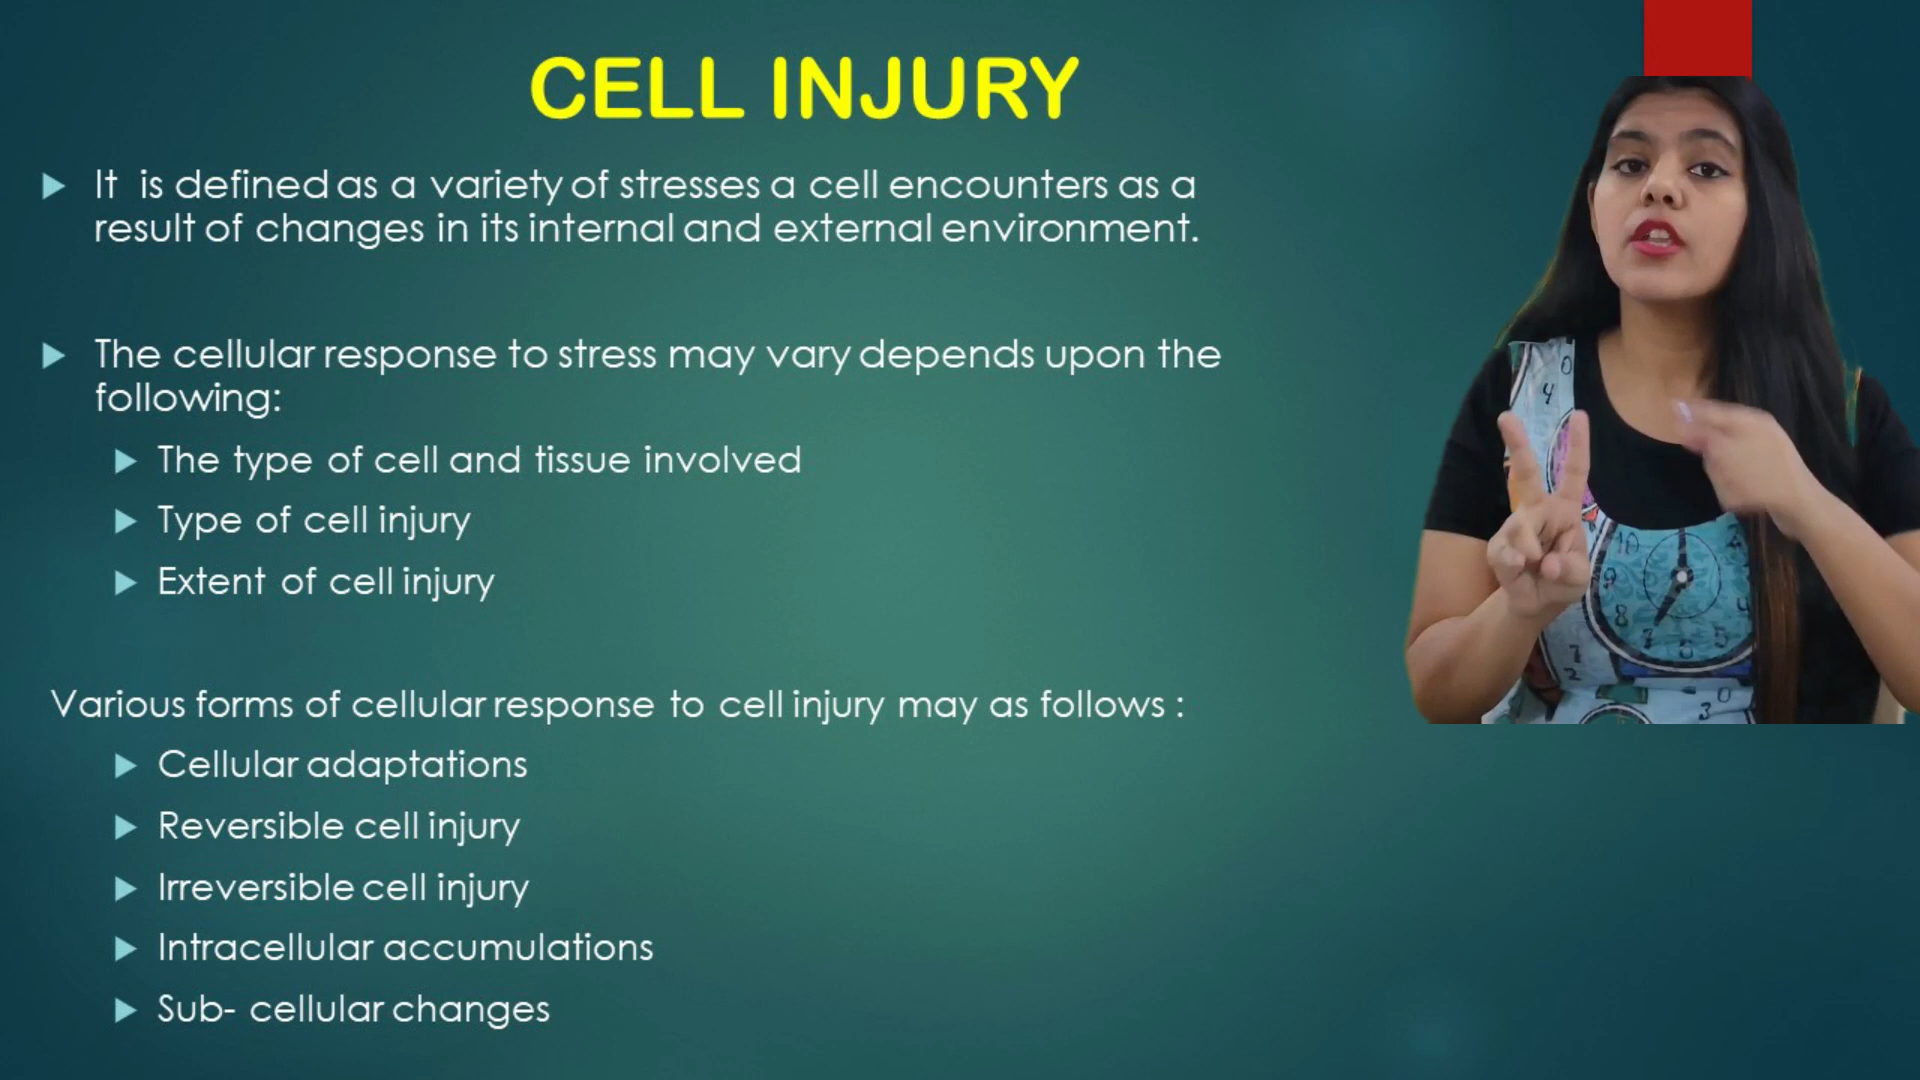 CELL INJURY
It is defined as a variety of stresses a cell encounters as a
result of changes in its internal and external environment.
The cellular response to stress may vary depends upon the
following:
The type of cell and tissue involved
Type of cell injury
Extent of cell injury
Various forms of cellular response to cell injury may as follows :
Cellular adaptations
Reversible cell injury
Irreversible cell injury
Intracellular accumulations
Sub- cellular changes